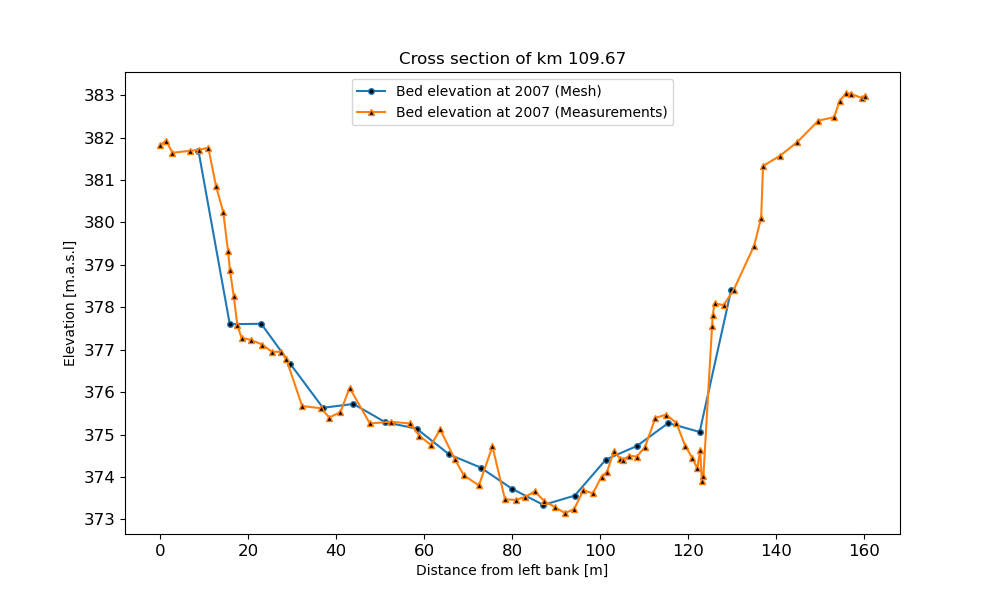 Cross section of km 109.67
Bed elevation at 2007 (Mesh)
Bed elevation at 2007 (Measurements)
383
382
381
380
379
378
377
376
375
374
373
Elevation [m.a.s.l]
0 20 40 60 80 100 120 140 160
Distance from left bank [m]